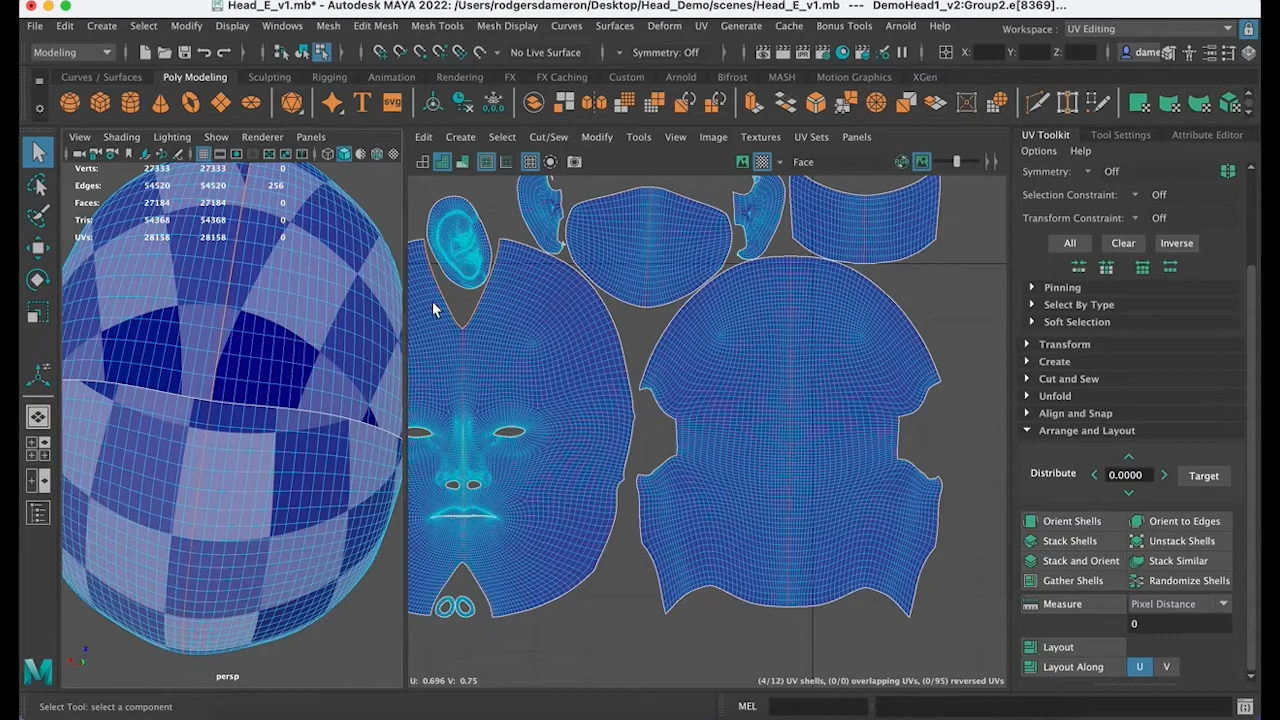 Head_E_v1.mb* - Autodesk MAYA 2022: /Users/rodgersdameron/Desktop/Head_Demo/scenes/Head_E_v1.mb --- DemoHead1_v2:Group2.e[8369]...
File Edit Create Select Modify Display Windows Mesh Edit Mesh Mesh Tools Mesh Display Curves Surfaces Deform UV Generate Cache Bonus Tools Arnold Help Workspace : UV Editing
Modeling No Live Surface Symmetry: Off X: Y: Z: dame
Curves / Surfaces Poly Modeling Sculpting Rigging Animation Rendering FX FX Caching Custom Arnold Bifrost MASH Motion Graphics XGen
T svg 0,0,0
View Shading Lighting Show Renderer Panels
Edit Create Select Cut/Sew Modify Tools View Image Textures UV Sets Panels
UV Toolkit Tool Settings Attribute Editor
Options Help
Face
Verts: 27333 27333 0
Edges: 54520 54520 256
Faces: 27184 27184 0
Tris: 54368 54368 0
UVs: 28158 28158 0
Symmetry: Off
Selection Constraint: Off
Transform Constraint: Off
All Clear Inverse
Pinning
Select By Type
Soft Selection
Transform
Create
Cut and Sew
Unfold
Align and Snap
Arrange and Layout
Distribute 0.0000 Target
Orient Shells Orient to Edges
Stack Shells Unstack Shells
Stack and Orient Stack Similar
Gather Shells Randomize Shells
Measure Pixel Distance
0
Layout
Layout Along U V
persp
U: 0.696 V: 0.75 (4/12) UV shells, (0/0) overlapping UVs, (0/95) reversed UVs
Select Tool: select a component MEL